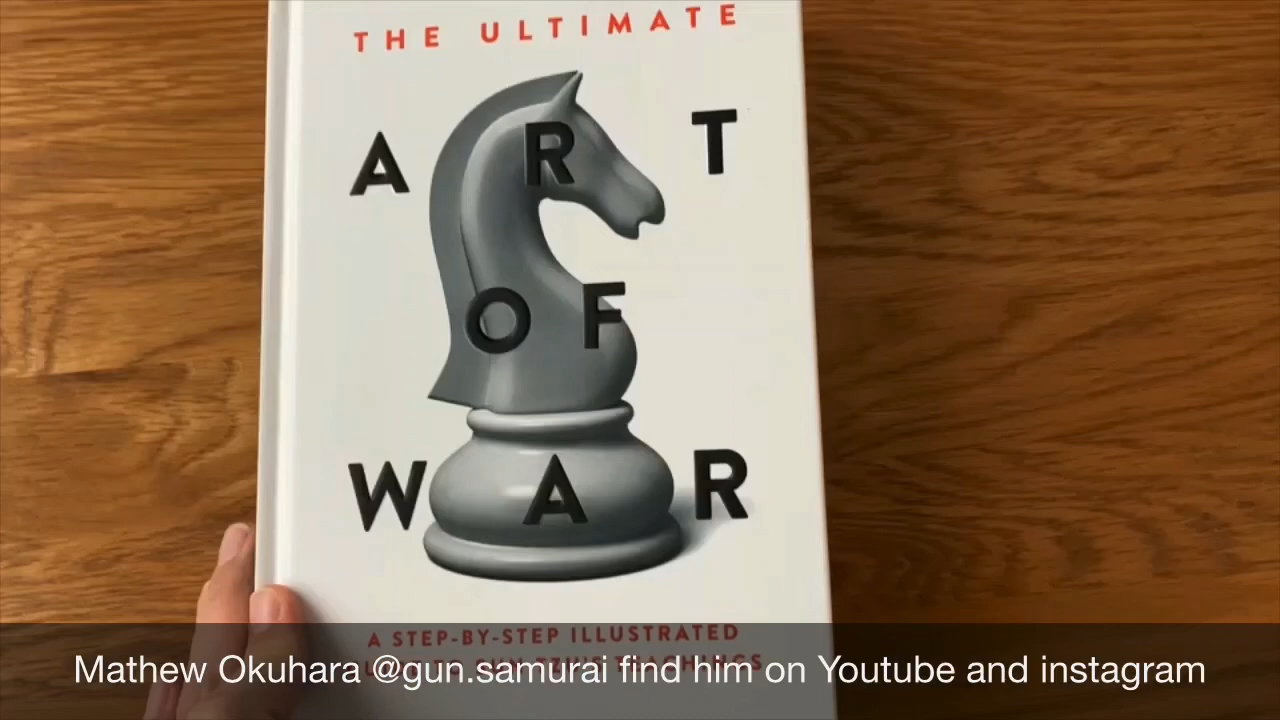 THE ULTIMATE
ART
OF
WAR
A STEP-BY-STEP ILLUSTRATED
TEACHINGS
Mathew Okuhara @gun.samurai find him on Youtube and instagram